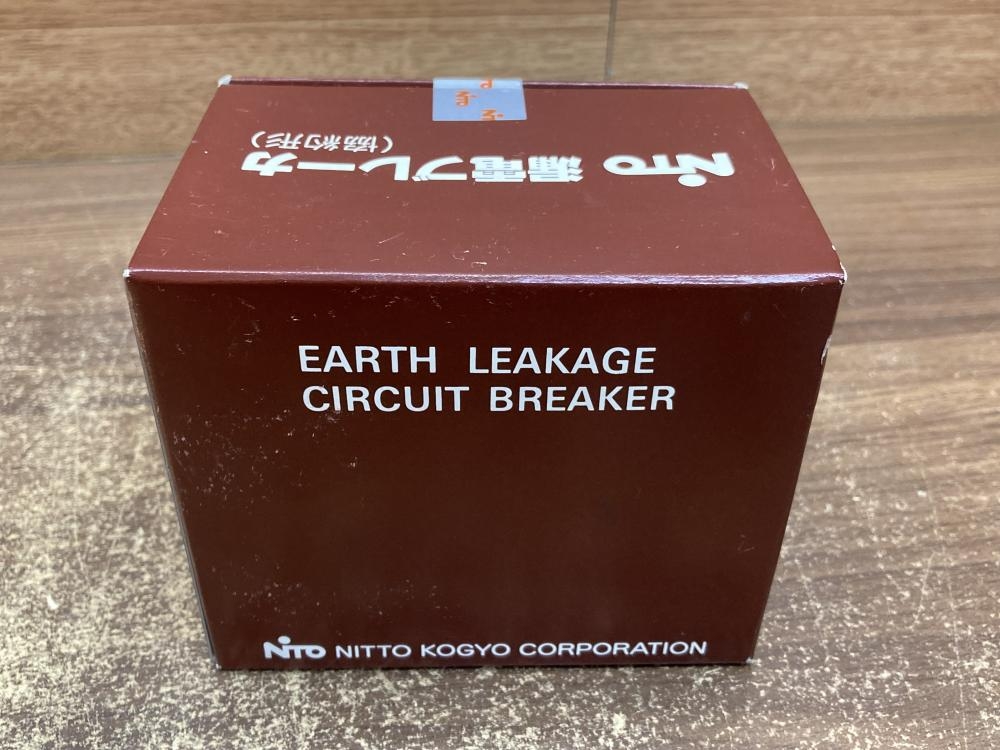 NiTO 漏電ブレーカ
(協約形)
EARTH LEAKAGE
CIRCUIT BREAKER
NiTO NITTO KOGYO CORPORATION